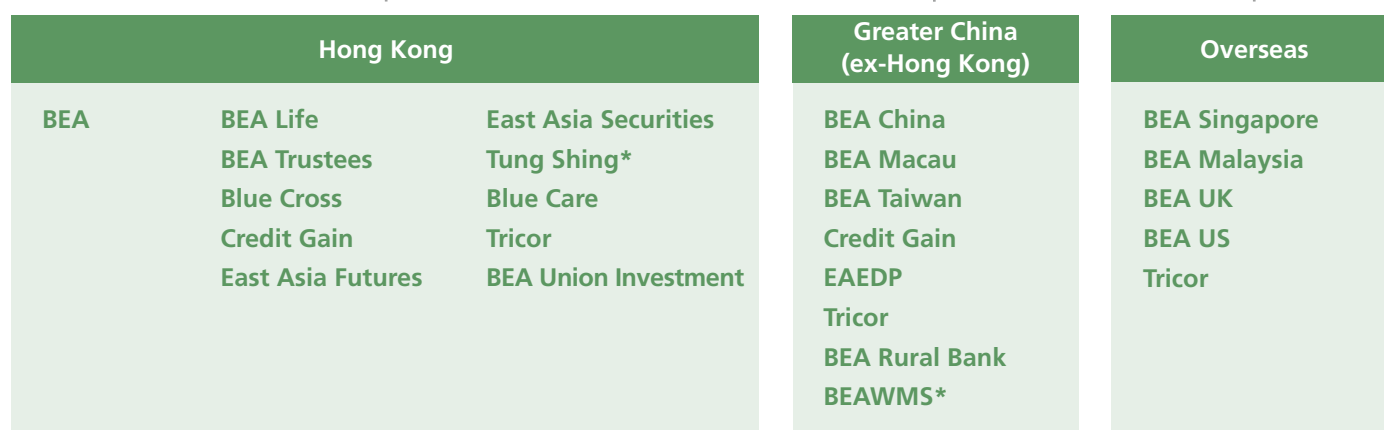 Hong Kong
BEA
BEA Life
BEA Trustees
Blue Cross
Credit Gain
East Asia Futures
East Asia Securities
Tung Shing*
Blue Care
Tricor
BEA Union Investment
Greater China
(ex-Hong Kong)
BEA China
BEA Macau
BEA Taiwan
Credit Gain
EAEDP
Tricor
BEA Rural Bank
BEAWMS*
Overseas
BEA Singapore
BEA Malaysia
BEA UK
BEA US
Tricor